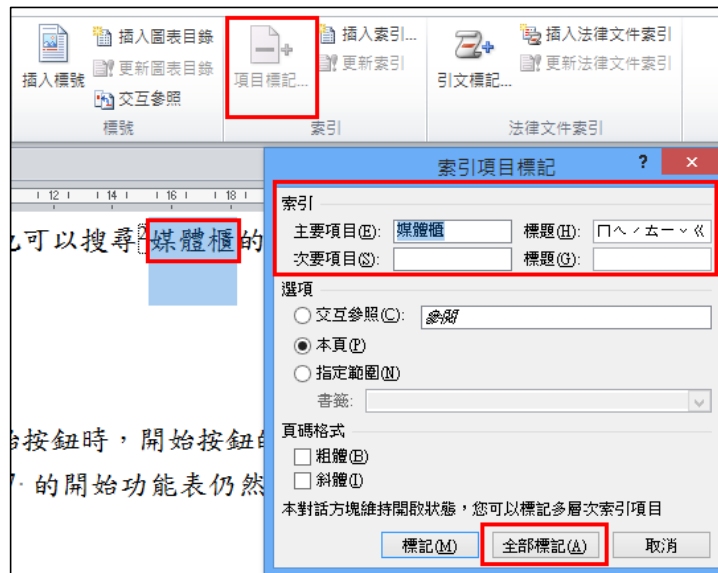 插入標號
插入圖表目錄
更新圖表目錄
交互參照
標號
項目標記...
插入索引...
更新索引
索引
引文標記...
插入法律文件索引
更新法律文件索引
法律文件索引
12 14 16 18
可以搜尋 媒體櫃的
按鈕時，開始按鈕
的開始功能表仍然
索引項目標記 ? ×
索引
主要項目(E): 媒體櫃 標題(H): ㄇㄟˊㄊㄧˇㄍ
次要項目(S): 標題(G):
選項
交互參照(C): 參閱
本頁(P)
指定範圍(N)
書籤:
頁碼格式
粗體(B)
斜體(I)
本對話方塊維持開啟狀態，您可以標記多層次索引項目
標記(M) 全部標記(A) 取消